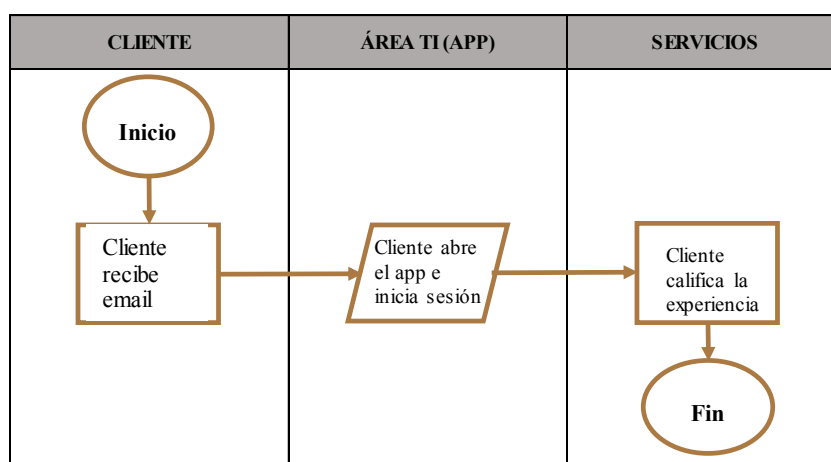 CLIENTE
ÁREA TI (APP)
SERVICIOS
Inicio
Cliente
recibe
email
Cliente abre
el app e
inicia sesión
Cliente
califica la
experiencia
Fin